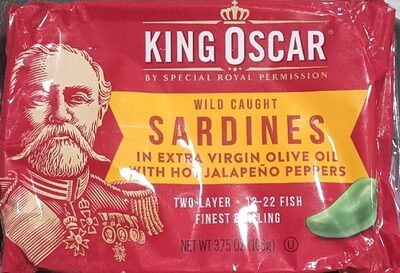 KING OSCAR
BY SPECIAL ROYAL PERMISSION
WILD CAUGHT
SARDINES
IN EXTRA VIRGIN OLIVE OIL
WITH HOT JALAPEÑO PEPPERS
TWO-LAYER • 12-22 FISH
FINEST BRISLING
NET WT 3.75 OZ (106g) U